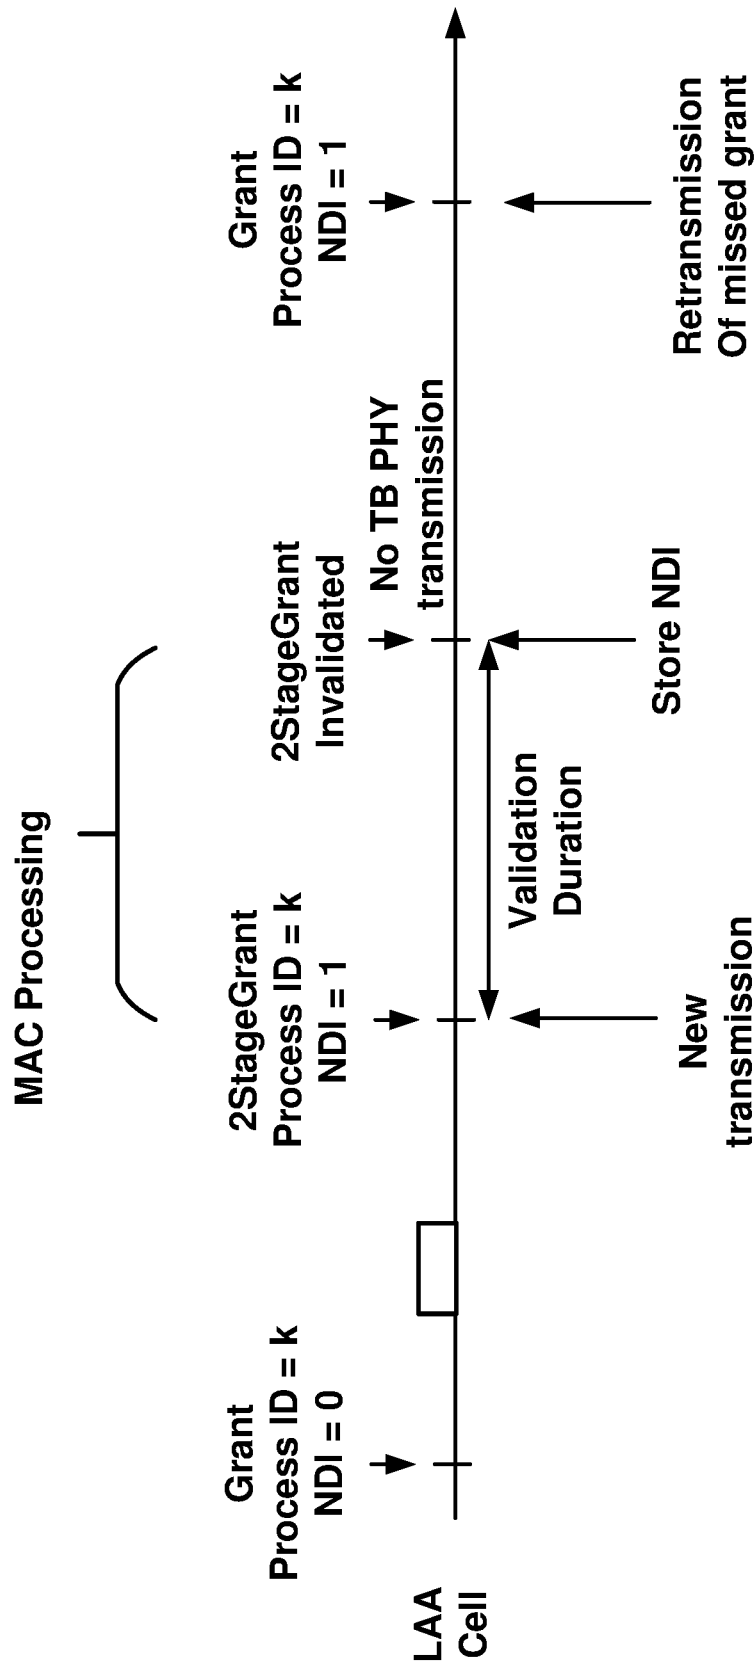 MAC Processing
Grant
Process ID = k
NDI = 0
2StageGrant
Process ID = k
NDI = 1
2StageGrant
Invalidated
No TB PHY
transmission
Grant
Process ID = k
NDI = 1
LAA
Cell
Validation
Duration
New
transmission
Store NDI
Retransmission
Of missed grant